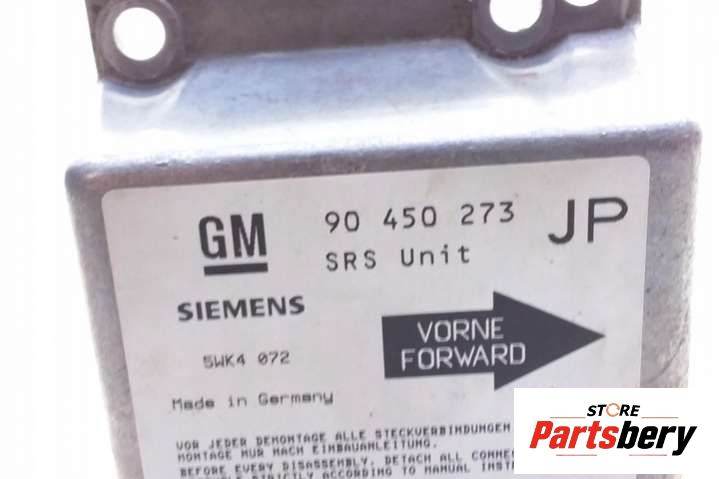 GM
90 450 273
JP
SRS Unit
SIEMENS
VORNE
FORWARD
5WK4 072
Made in Germany
VOR JEDER DEMONTAGE ALLE STECKVERBINDUNGEN
MONTAGE NUR NACH EINBAUANLEITUNG.
BEFORE EVERY DISASSEMBLY, DETACH ALL
STRICTLY ACCORDING TO MANUAL
STORE
Partsbery